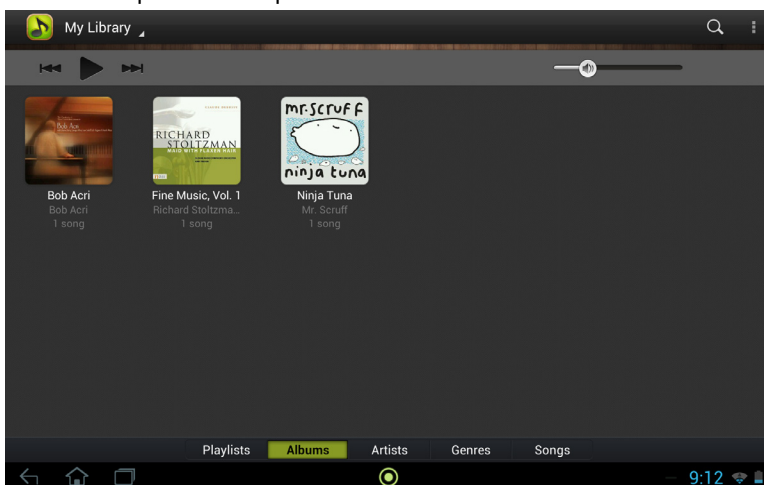 My Library
Bob Acri
RICHARD
STOLTZMAN
MAID WITH FLAXEN HAIR
mr.scruff
ninja tuna
Bob Acri
Fine Music, Vol. 1
Ninja Tuna
Bob Acri
Richard Stoltzma...
Mr. Scruff
1 song
1 song
1 song
Playlists
Albums
Artists
Genres
Songs
9:12